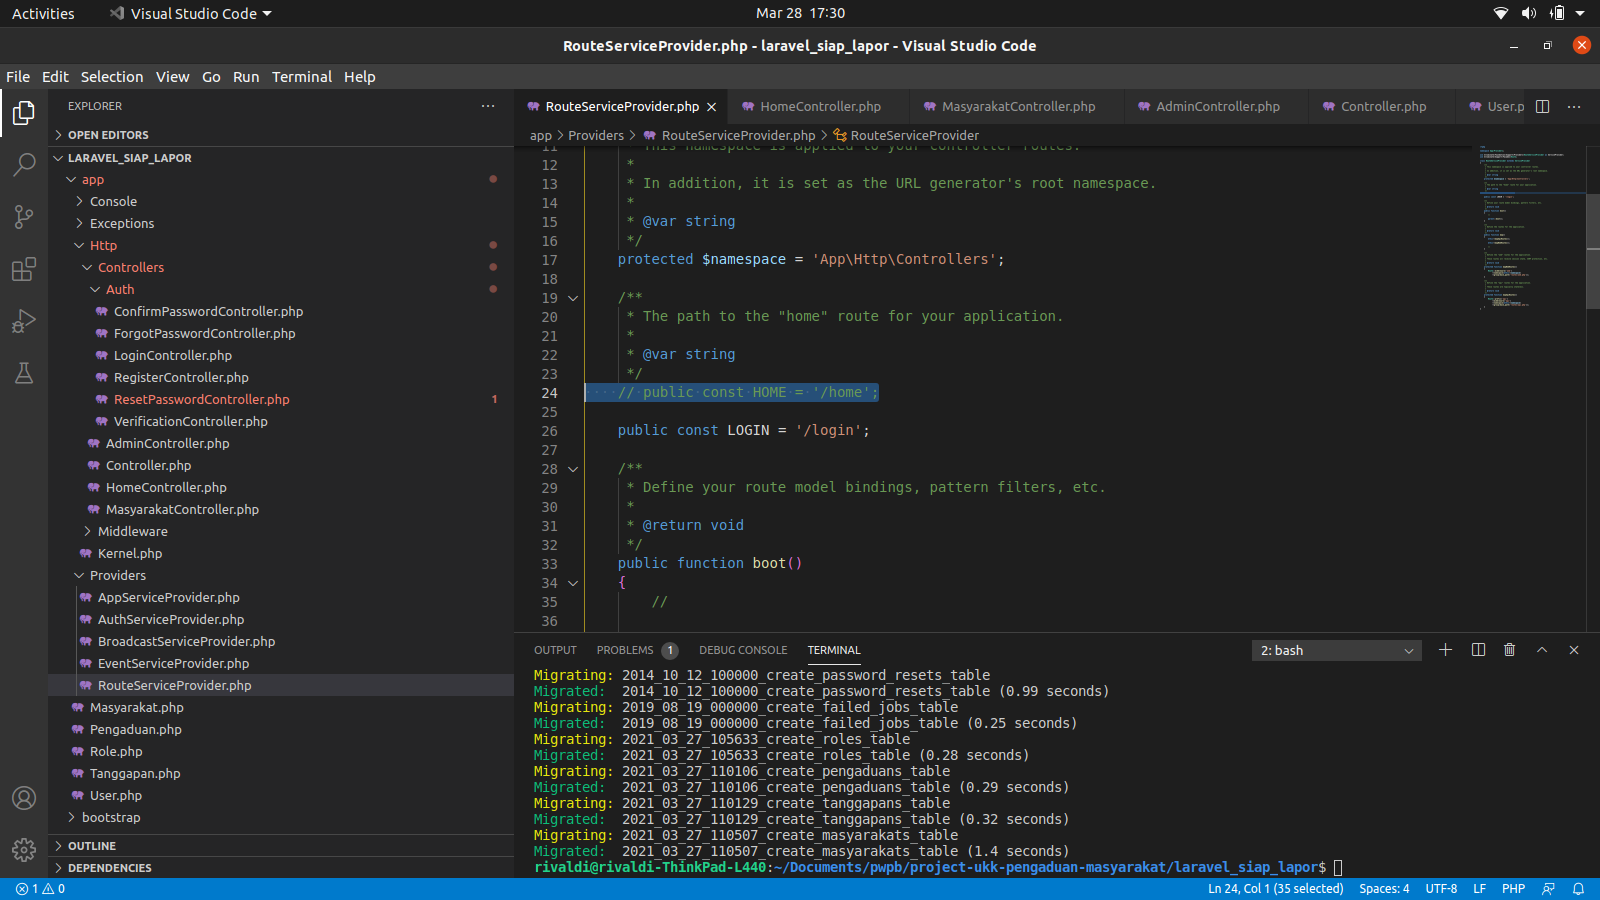 Activities
Visual Studio Code
Mar 28 17:30
RouteServiceProvider.php - laravel_siap_lapor - Visual Studio Code
File Edit Selection View Go Run Terminal Help
EXPLORER
OPEN EDITORS
LARAVEL_SIAP_LAPOR
app
Console
Exceptions
Http
Controllers
Auth
ConfirmPasswordController.php
ForgotPasswordController.php
LoginController.php
RegisterController.php
ResetPasswordController.php 1
VerificationController.php
AdminController.php
Controller.php
HomeController.php
MasyarakatController.php
Middleware
Kernel.php
Providers
AppServiceProvider.php
AuthServiceProvider.php
BroadcastServiceProvider.php
EventServiceProvider.php
RouteServiceProvider.php
Masyarakat.php
Pengaduan.php
Role.php
Tanggapan.php
User.php
bootstrap
OUTLINE
DEPENDENCIES
RouteServiceProvider.php HomeController.php MasyarakatController.php AdminController.php Controller.php User.p
app > Providers > RouteServiceProvider.php > RouteServiceProvider
11 This namespace is applied to your controller routes.
12 *
13 * In addition, it is set as the URL generator's root namespace.
14 *
15 * @var string
16 */
17 protected $namespace = 'App\Http\Controllers';
18
19 /**
20 * The path to the "home" route for your application.
21 *
22 * @var string
23 */
24 // public const HOME = '/home';
25
26 public const LOGIN = '/login';
27
28 /**
29 * Define your route model bindings, pattern filters, etc.
30 *
31 * @return void
32 */
33 public function boot()
34 {
35 //
36
OUTPUT PROBLEMS 1 DEBUG CONSOLE TERMINAL 2: bash
Migrating: 2014_10_12_100000_create_password_resets_table
Migrated: 2014_10_12_100000_create_password_resets_table (0.99 seconds)
Migrating: 2019_08_19_000000_create_failed_jobs_table
Migrated: 2019_08_19_000000_create_failed_jobs_table (0.25 seconds)
Migrating: 2021_03_27_105633_create_roles_table
Migrated: 2021_03_27_105633_create_roles_table (0.28 seconds)
Migrating: 2021_03_27_110106_create_pengaduans_table
Migrated: 2021_03_27_110106_create_pengaduans_table (0.29 seconds)
Migrating: 2021_03_27_110129_create_tanggapans_table
Migrated: 2021_03_27_110129_create_tanggapans_table (0.32 seconds)
Migrating: 2021_03_27_110507_create_masyarakats_table
Migrated: 2021_03_27_110507_create_masyarakats_table (1.4 seconds)
rivaldi@rivaldi-ThinkPad-L440:~/Documents/pwpb/project-ukk-pengaduan-masyarakat/laravel_siap_lapor$
1 0
Ln 24, Col 1 (35 selected) Spaces: 4 UTF-8 LF PHP